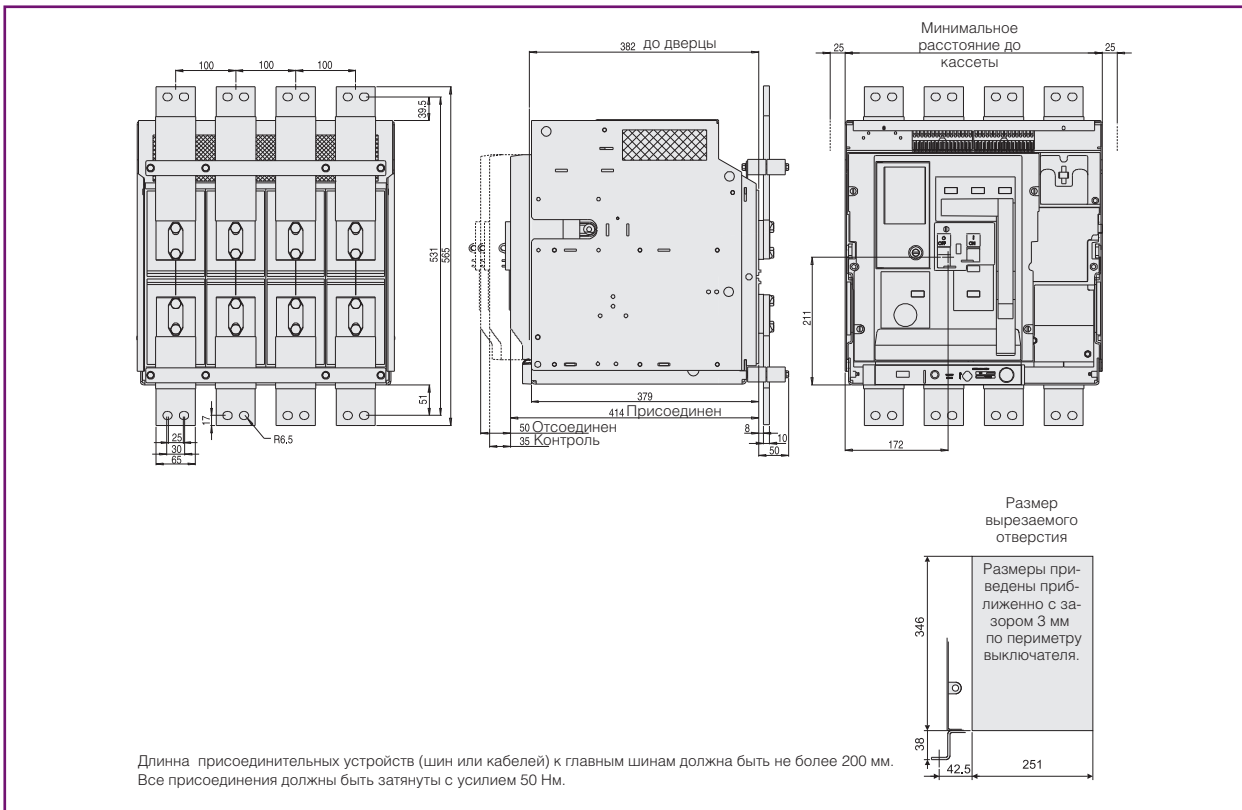 100
100
100
39.5
531
565
51
17
25
30
65
R6,5
382 до дверцы
379
414 Присоединен
50 Отсоединен
35 Контроль
8
10
50
Минимальное
расстояние до
кассеты
25
25
OFF
ON
211
172
Размер
вырезаемого
отверстия
Размеры при-
ведены приб-
лиженно с за-
зором 3 мм
по периметру
выключателя.
346
38
42.5
251
Длинна присоединительных устройств (шин или кабелей) к главным шинам должна быть не более 200 мм.
Все присоединения должны быть затянуты с усилием 50 Нм.